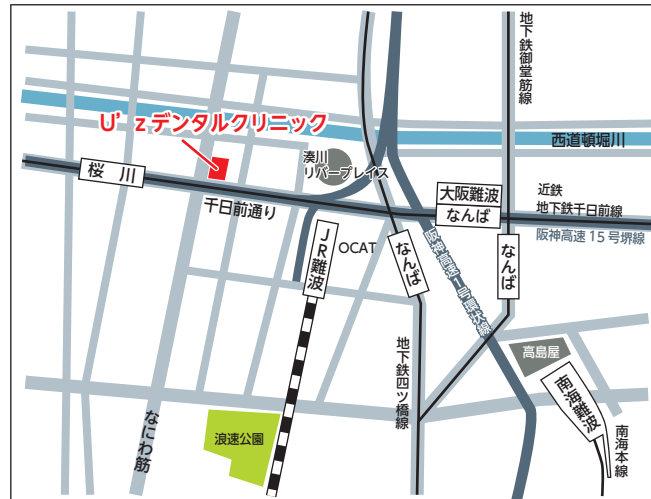 地下鉄御堂筋線
U'zデンタルクリニック
西道頓堀川
湊川
リバープレイス
桜川
大阪難波
なんば
近鉄
地下鉄千日前線
阪神高速15号堺線
千日前通り
JR難波
OCAT
なんば
阪神高速1号環状線
なんば
高島屋
地下鉄四ツ橋線
南海難波
なにわ筋
浪速公園
南海本線